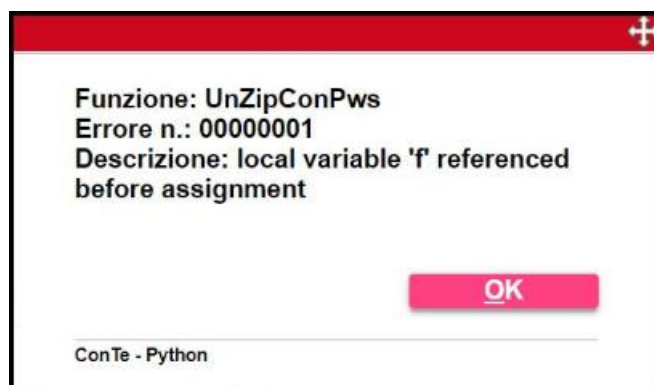 Funzione: UnZipConPws
Errore n.: 00000001
Descrizione: local variable 'f' referenced
before assignment
OK
ConTe - Python